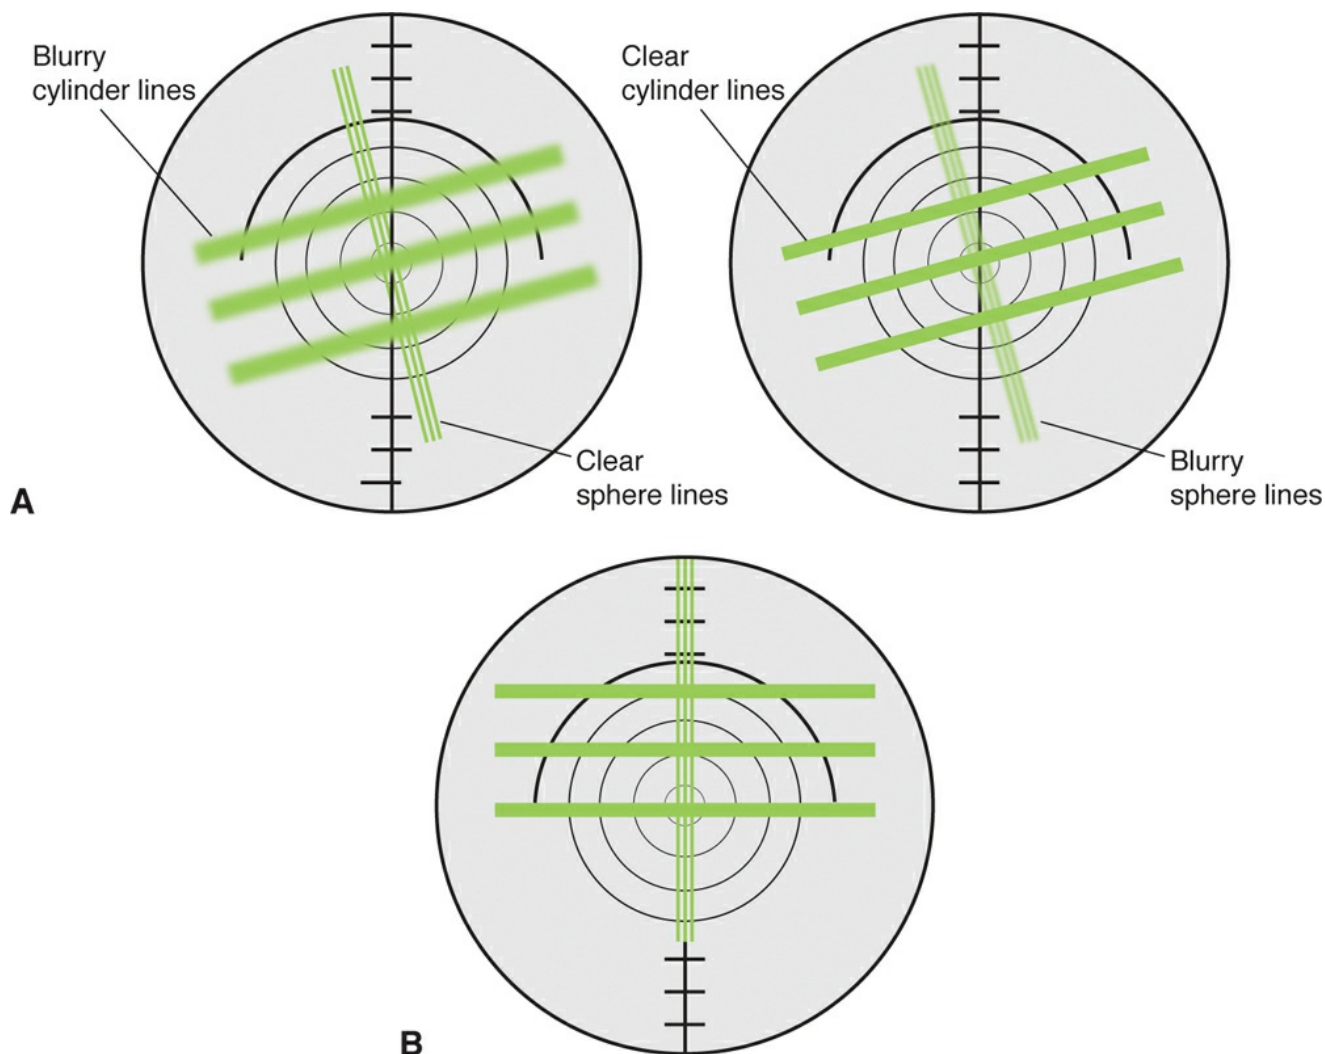 Blurry
cylinder lines
Clear
cylinder lines
Clear
sphere lines
Blurry
sphere lines
A
B